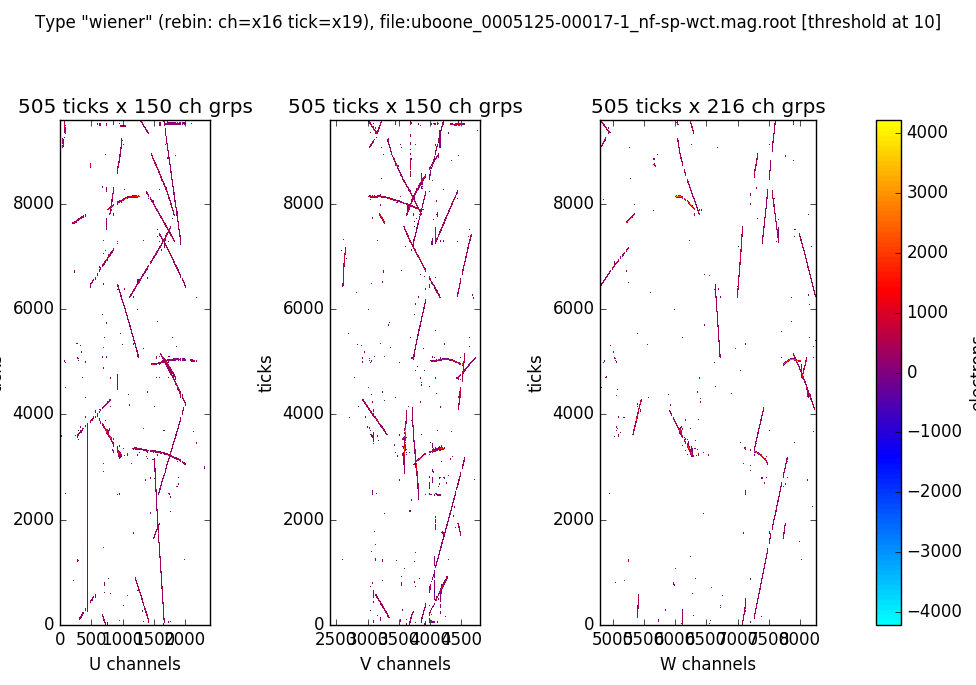 Type "wiener" (rebin: ch=x16 tick=x19), file:uboone_0005125-00017-1_nf-sp-wct.mag.root [threshold at 10]
505 ticks x 150 ch grps
505 ticks x 150 ch grps
505 ticks x 216 ch grps
8000
6000
4000
2000
0
0 500 1000 1500 2000
U channels
ticks
8000
6000
4000
2000
0
2500 3000 3500 4000 4500
V channels
ticks
8000
6000
4000
2000
0
5000 5500 6000 6500 7000 7500 8000
W channels
4000
3000
2000
1000
0
−1000
−2000
−3000
−4000
electrons